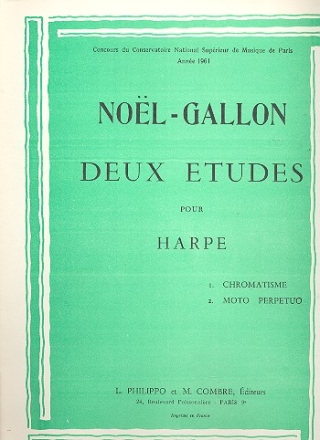 Concours du Conservatoire National Supérieur de Musique de Paris
Année 1961
NOËL-GALLON
DEUX ETUDES
POUR
HARPE
1. CHROMATISME
2. MOTO PERPETUO
L. PHILIPPO et M. COMBRE, Éditeurs
24, Boulevard Poissonnière - PARIS 9e
Imprimé en France